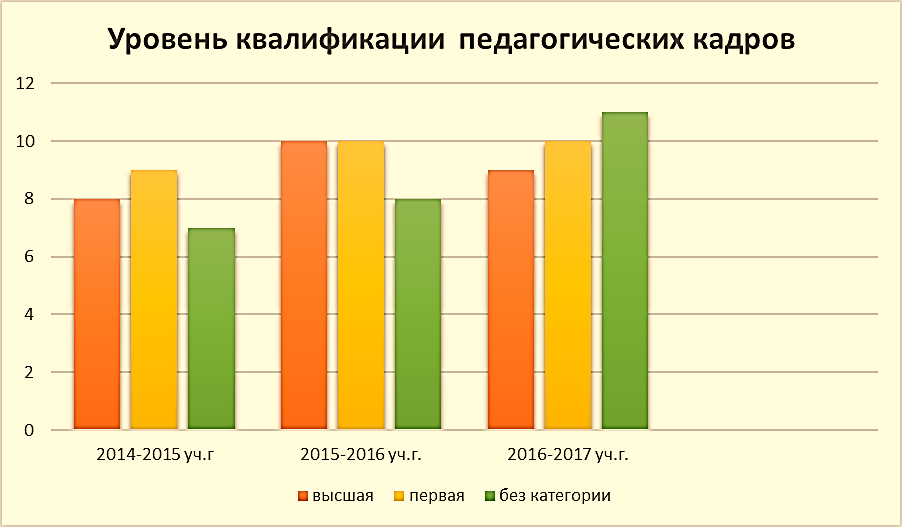 Уровень квалификации педагогических кадров
12
10
8
6
4
2
0
2014-2015 уч.г
2015-2016 уч.г.
2016-2017 уч.г.
высшая
первая
без категории